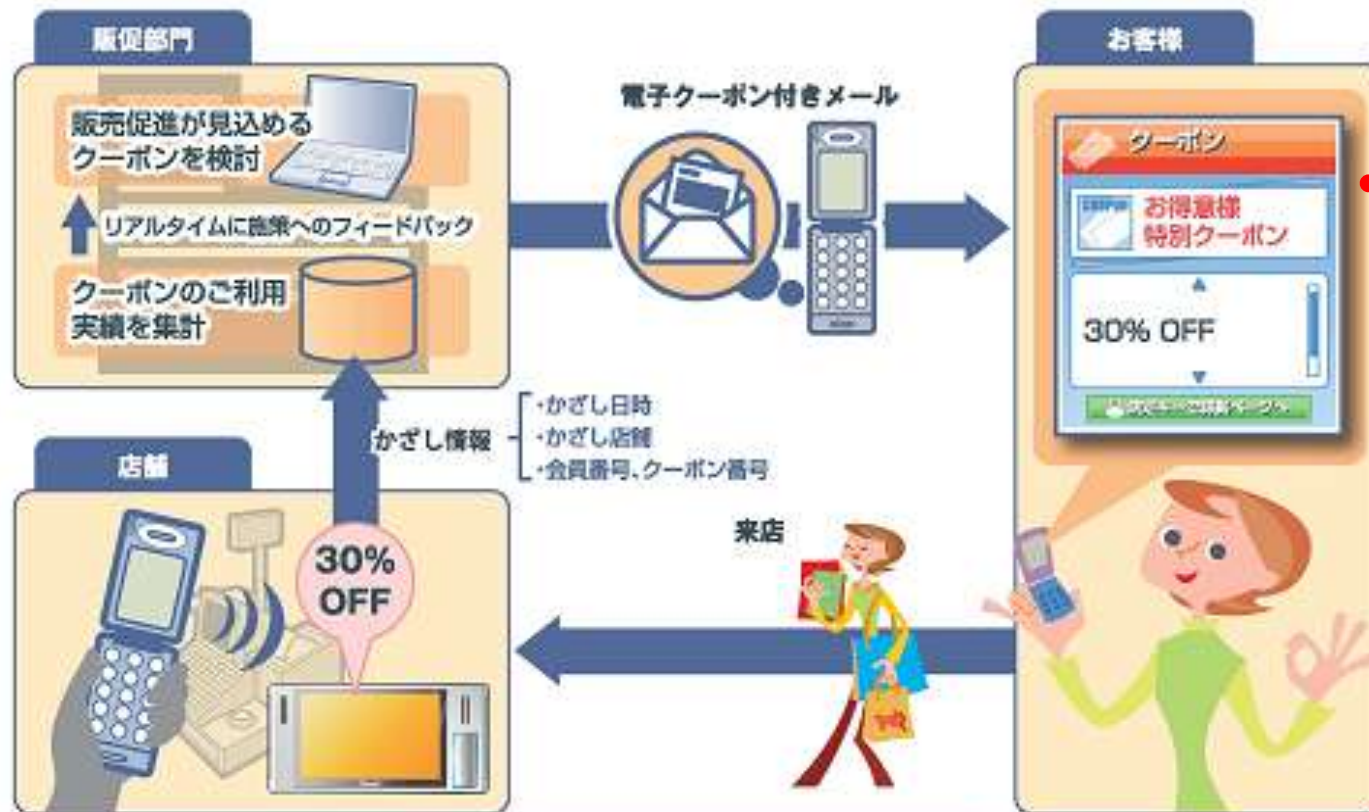 販促部門
販売促進が見込める
クーポンを検討
リアルタイムに施策へのフィードバック
クーポンのご利用
実績を集計
電子クーポン付きメール
お客様
クーポン
COUPON
お得意様
特別クーポン
30% OFF
かざし情報
・かざし日時
・かざし店舗
・会員番号、クーポン番号
店舗
30%
OFF
来店